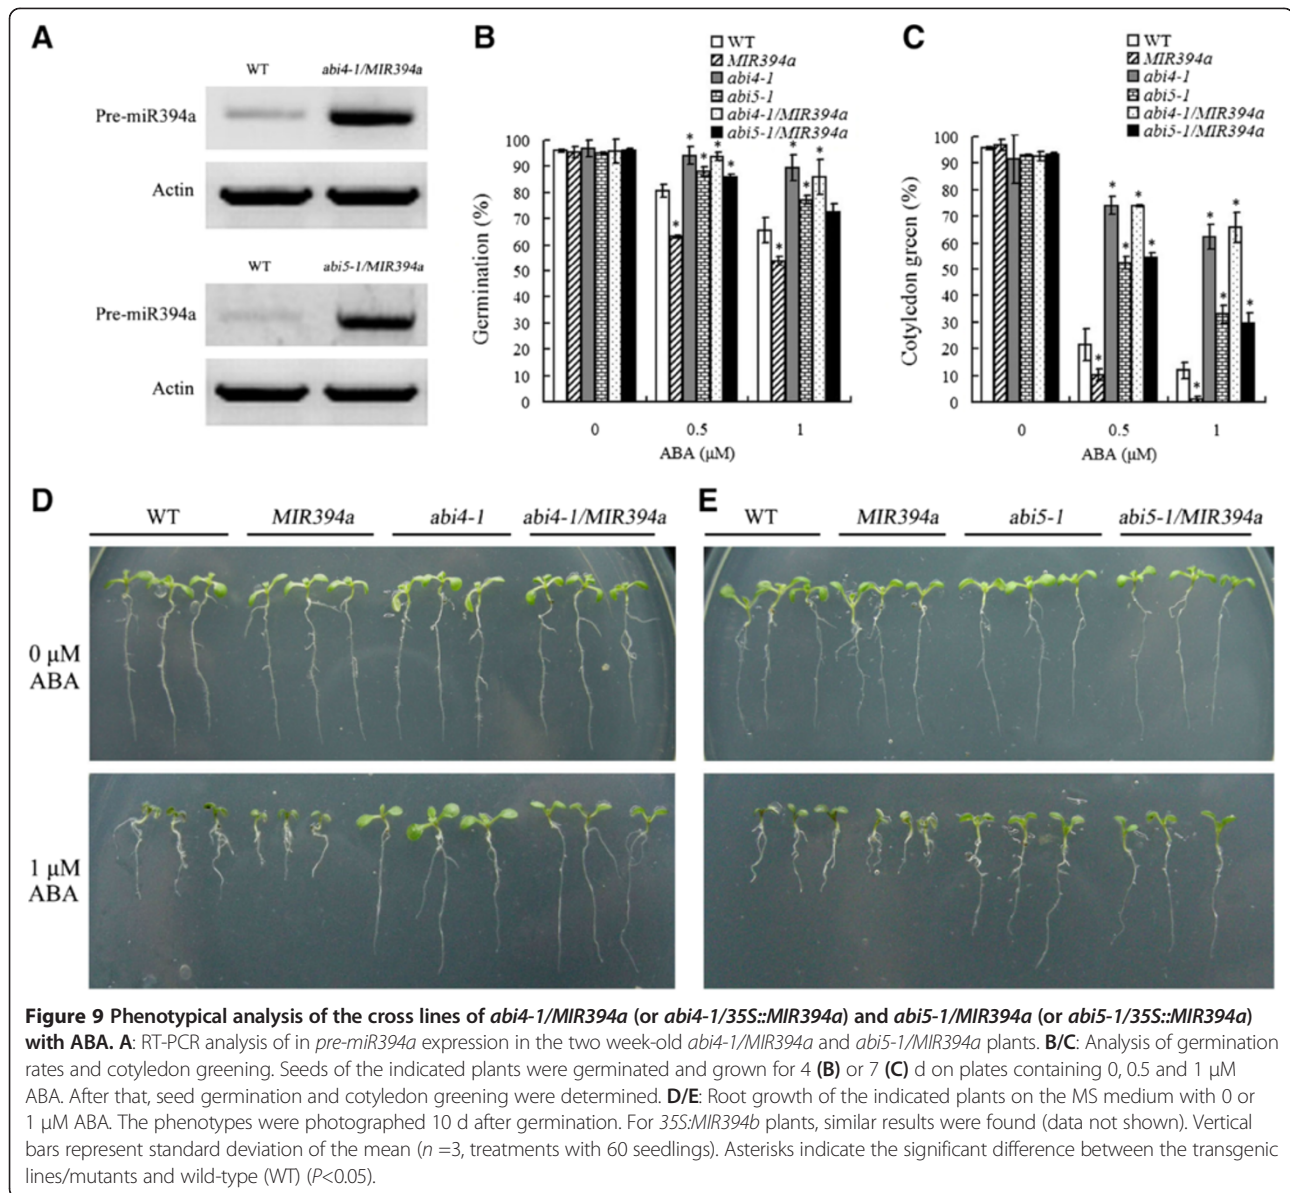 A
WT
abi4-1/MIR394a
Pre-miR394a
Actin
WT
abi5-1/MIR394a
Pre-miR394a
Actin
B
WT
MIR394a
abi4-1
abi5-1
abi4-1/MIR394a
abi5-1/MIR394a
Germination (%)
100
90
80
70
60
50
40
30
20
10
0
* * * * *
* * * *
0 0.5 1
ABA (μM)
C
WT
MIR394a
abi4-1
abi5-1
abi4-1/MIR394a
abi5-1/MIR394a
Cotyledon green (%)
100
90
80
70
60
50
40
30
20
10
0
* * * * *
* * * * *
0 0.5 1
ABA (μM)
D
WT MIR394a abi4-1 abi4-1/MIR394a
0 μM
ABA
1 μM
ABA
E
WT MIR394a abi5-1 abi5-1/MIR394a
Figure 9 Phenotypical analysis of the cross lines of abi4-1/MIR394a (or abi4-1/35S::MIR394a) and abi5-1/MIR394a (or abi5-1/35S::MIR394a)
with ABA. A: RT-PCR analysis of in pre-miR394a expression in the two week-old abi4-1/MIR394a and abi5-1/MIR394a plants. B/C: Analysis of germination
rates and cotyledon greening. Seeds of the indicated plants were germinated and grown for 4 (B) or 7 (C) d on plates containing 0, 0.5 and 1 μM
ABA. After that, seed germination and cotyledon greening were determined. D/E: Root growth of the indicated plants on the MS medium with 0 or
1 μM ABA. The phenotypes were photographed 10 d after germination. For 35S:MIR394b plants, similar results were found (data not shown). Vertical
bars represent standard deviation of the mean (n =3, treatments with 60 seedlings). Asterisks indicate the significant difference between the transgenic
lines/mutants and wild-type (WT) (P<0.05).